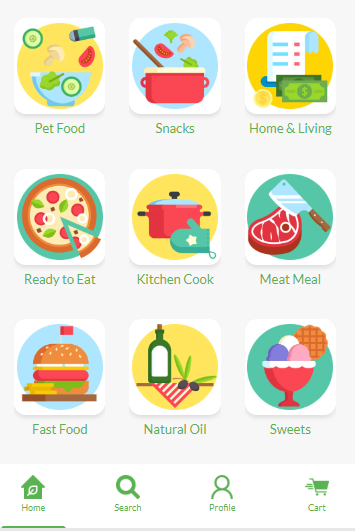 Pet Food
Snacks
Home & Living
Ready to Eat
Kitchen Cook
Meat Meal
Fast Food
Natural Oil
Sweets
Home
Search
Profile
Cart